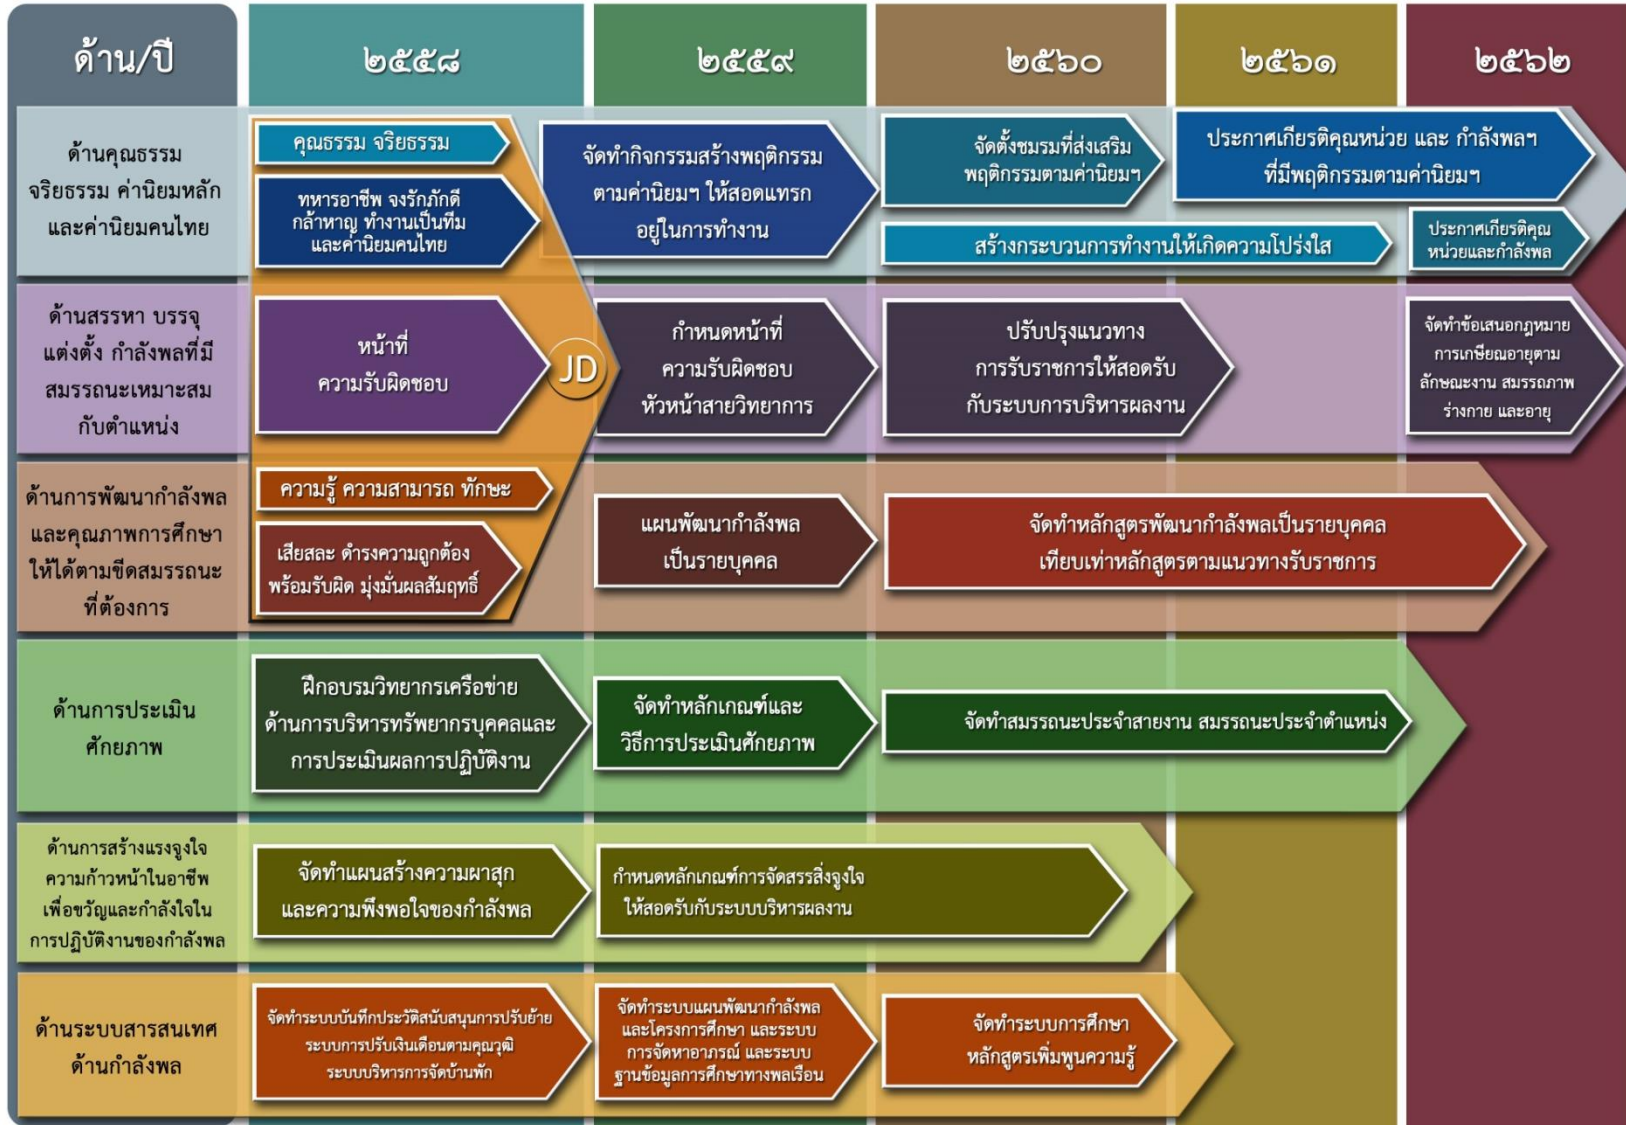 ด้าน/ปี
๒๕๕๘
๒๕๕๙
๒๕๖๐
๒๕๖๑
๒๕๖๒
ด้านคุณธรรม
จริยธรรม ค่านิยมหลัก
และค่านิยมคนไทย
คุณธรรม จริยธรรม
ทหารอาชีพ จงรักภักดี
กล้าหาญ ทำงานเป็นทีม
และค่านิยมคนไทย
จัดทำกิจกรรมสร้างพฤติกรรม
ตามค่านิยมฯ ให้สอดแทรก
อยู่ในการทำงาน
จัดตั้งชมรมที่ส่งเสริม
พฤติกรรมตามค่านิยมฯ
ประกาศเกียรติคุณหน่วย และ กำลังพลฯ
ที่มีพฤติกรรมตามค่านิยมฯ
สร้างกระบวนการทำงานให้เกิดความโปร่งใส
ประกาศเกียรติคุณ
หน่วยและกำลังพล
ด้านสรรหา บรรจุ
แต่งตั้ง กำลังพลที่มี
สมรรถนะเหมาะสม
กับตำแหน่ง
หน้าที่
ความรับผิดชอบ
JD
กำหนดหน้าที่
ความรับผิดชอบ
หัวหน้าสายวิทยาการ
ปรับปรุงแนวทาง
การรับราชการให้สอดรับ
กับระบบการบริหารผลงาน
จัดทำข้อเสนอกฎหมาย
การเกษียณอายุตาม
ลักษณะงาน สมรรถภาพ
ร่างกาย และอายุ
ด้านการพัฒนากำลังพล
และคุณภาพการศึกษา
ให้ได้ตามขีดสมรรถนะ
ที่ต้องการ
ความรู้ ความสามารถ ทักษะ
เสียสละ ดำรงความถูกต้อง
พร้อมรับผิด มุ่งมั่นผลสัมฤทธิ์
แผนพัฒนากำลังพล
เป็นรายบุคคล
จัดทำหลักสูตรพัฒนากำลังพลเป็นรายบุคคล
เทียบเท่าหลักสูตรตามแนวทางรับราชการ
ด้านการประเมิน
ศักยภาพ
ฝึกอบรมวิทยากรเครือข่าย
ด้านการบริหารทรัพยากรบุคคลและ
การประเมินผลการปฏิบัติงาน
จัดทำหลักเกณฑ์และ
วิธีการประเมินศักยภาพ
จัดทำสมรรถนะประจำสายงาน สมรรถนะประจำตำแหน่ง
ด้านการสร้างแรงจูงใจ
ความก้าวหน้าในอาชีพ
เพื่อขวัญและกำลังใจใน
การปฏิบัติงานของกำลังพล
จัดทำแผนสร้างความผาสุก
และความพึงพอใจของกำลังพล
กำหนดหลักเกณฑ์การจัดสรรสิ่งจูงใจ
ให้สอดรับกับระบบบริหารผลงาน
ด้านระบบสารสนเทศ
ด้านกำลังพล
จัดทำระบบบันทึกประวัติสนับสนุนการปรับย้าย
ระบบการปรับเงินเดือนตามคุณวุฒิ
ระบบบริหารการจัดบ้านพัก
จัดทำระบบแผนพัฒนากำลังพล
และโครงการศึกษา และระบบ
การจัดหาอาภรณ์ และระบบ
ฐานข้อมูลการศึกษาทางพลเรือน
จัดทำระบบการศึกษา
หลักสูตรเพิ่มพูนความรู้